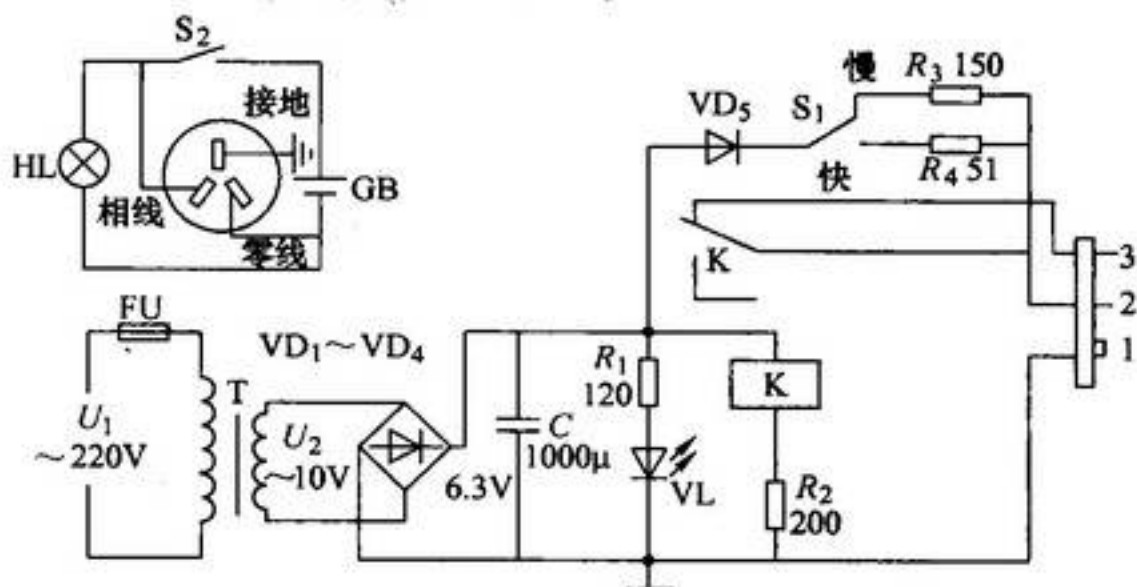 S₂
接地
HL
GB
相线
零线
慢
R₃ 150
VD₅
S₁
R₄ 51
快
K
3
2
1
FU
VD₁~VD₄
T
U₁
~220V
U₂
~10V
6.3V
C
1000μ
R₁
120
VL
K
R₂
200